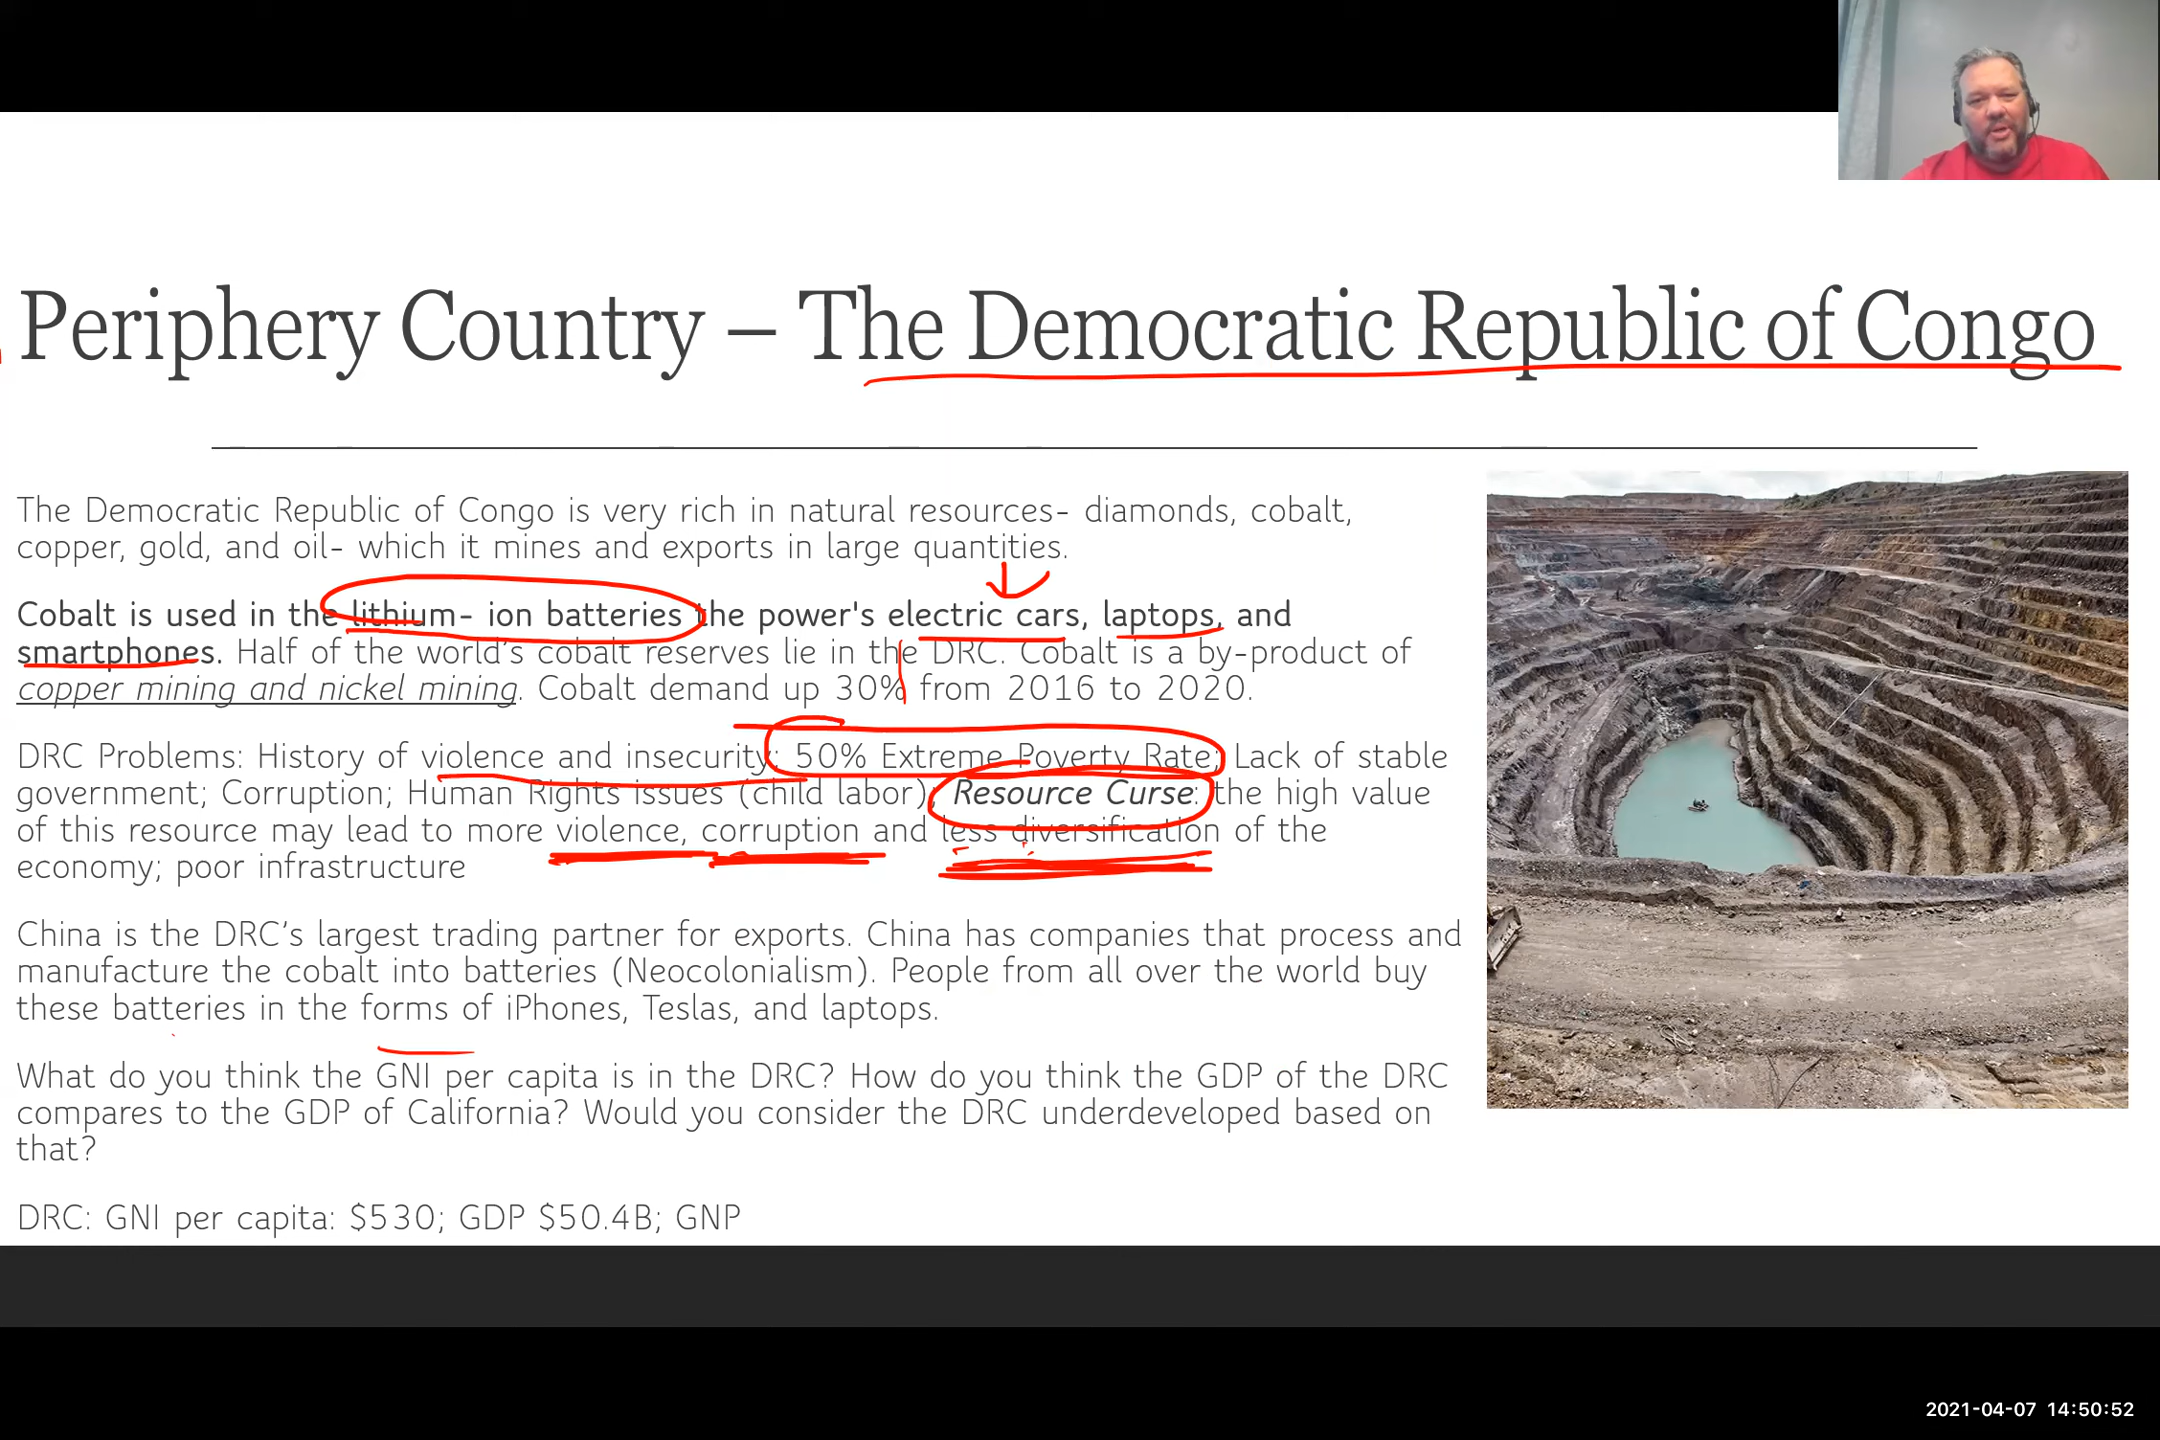 Periphery Country – The Democratic Republic of Congo
The Democratic Republic of Congo is very rich in natural resources- diamonds, cobalt,
copper, gold, and oil- which it mines and exports in large quantities.
Cobalt is used in the lithium- ion batteries the power's electric cars, laptops, and
smartphones. Half of the world's cobalt reserves lie in the DRC. Cobalt is a by-product of
copper mining and nickel mining. Cobalt demand up 30% from 2016 to 2020.
DRC Problems: History of violence and insecurity; 50% Extreme Poverty Rate; Lack of stable
government; Corruption; Human Rights issues (child labor); Resource Curse: the high value
of this resource may lead to more violence, corruption and less diversification of the
economy; poor infrastructure
China is the DRC's largest trading partner for exports. China has companies that process and
manufacture the cobalt into batteries (Neocolonialism). People from all over the world buy
these batteries in the forms of iPhones, Teslas, and laptops.
What do you think the GNI per capita is in the DRC? How do you think the GDP of the DRC
compares to the GDP of California? Would you consider the DRC underdeveloped based on
that?
DRC: GNI per capita: $530; GDP $50.4B; GNP
2021-04-07 14:50:52